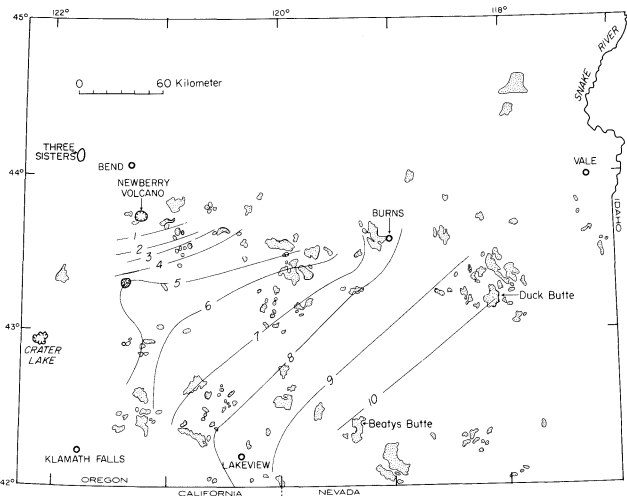 45°
122°
120°
118°
0 60 Kilometer
SNAKE RIVER
THREE
SISTERS
BEND
44°
VALE
NEWBERRY
VOLCANO
IDAHO
BURNS
1
2
3
4
5
6
7
8
9
10
Duck Butte
43°
CRATER
LAKE
Beatys Butte
KLAMATH FALLS
LAKEVIEW
42°
OREGON
CALIFORNIA
NEVADA